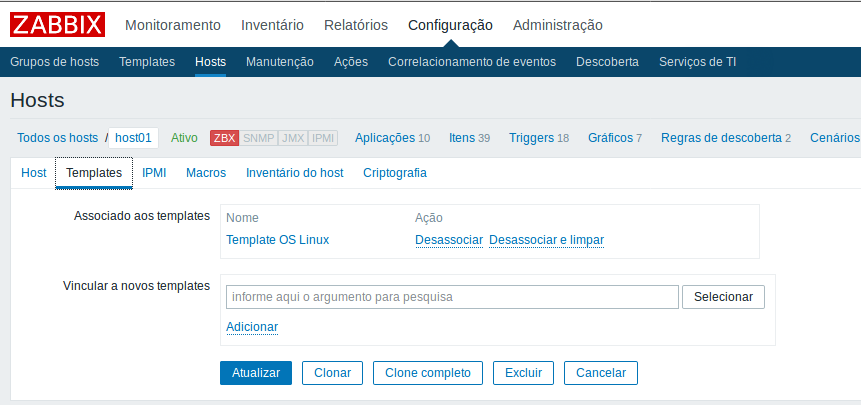 ZABBIX Monitoramento Inventário Relatórios Configuração Administração
Grupos de hosts Templates Hosts Manutenção Ações Correlacionamento de eventos Descoberta Serviços de TI
Hosts
Todos os hosts / host01 Ativo ZBX SNMP JMX IPMI Aplicações 10 Itens 39 Triggers 18 Gráficos 7 Regras de descoberta 2 Cenários
Host Templates IPMI Macros Inventário do host Criptografia
Associado aos templates Nome Ação
Template OS Linux Desassociar Desassociar e limpar
Vincular a novos templates informe aqui o argumento para pesquisa Selecionar
Adicionar
Atualizar Clonar Clone completo Excluir Cancelar